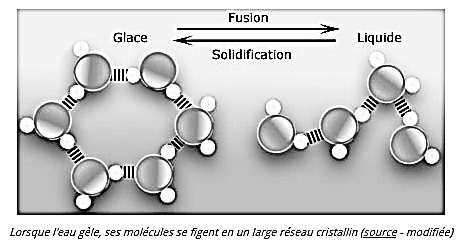 Fusion
Glace
Liquide
Solidification
Lorsque l'eau gèle, ses molécules se figent en un large réseau cristallin (source - modifiée)